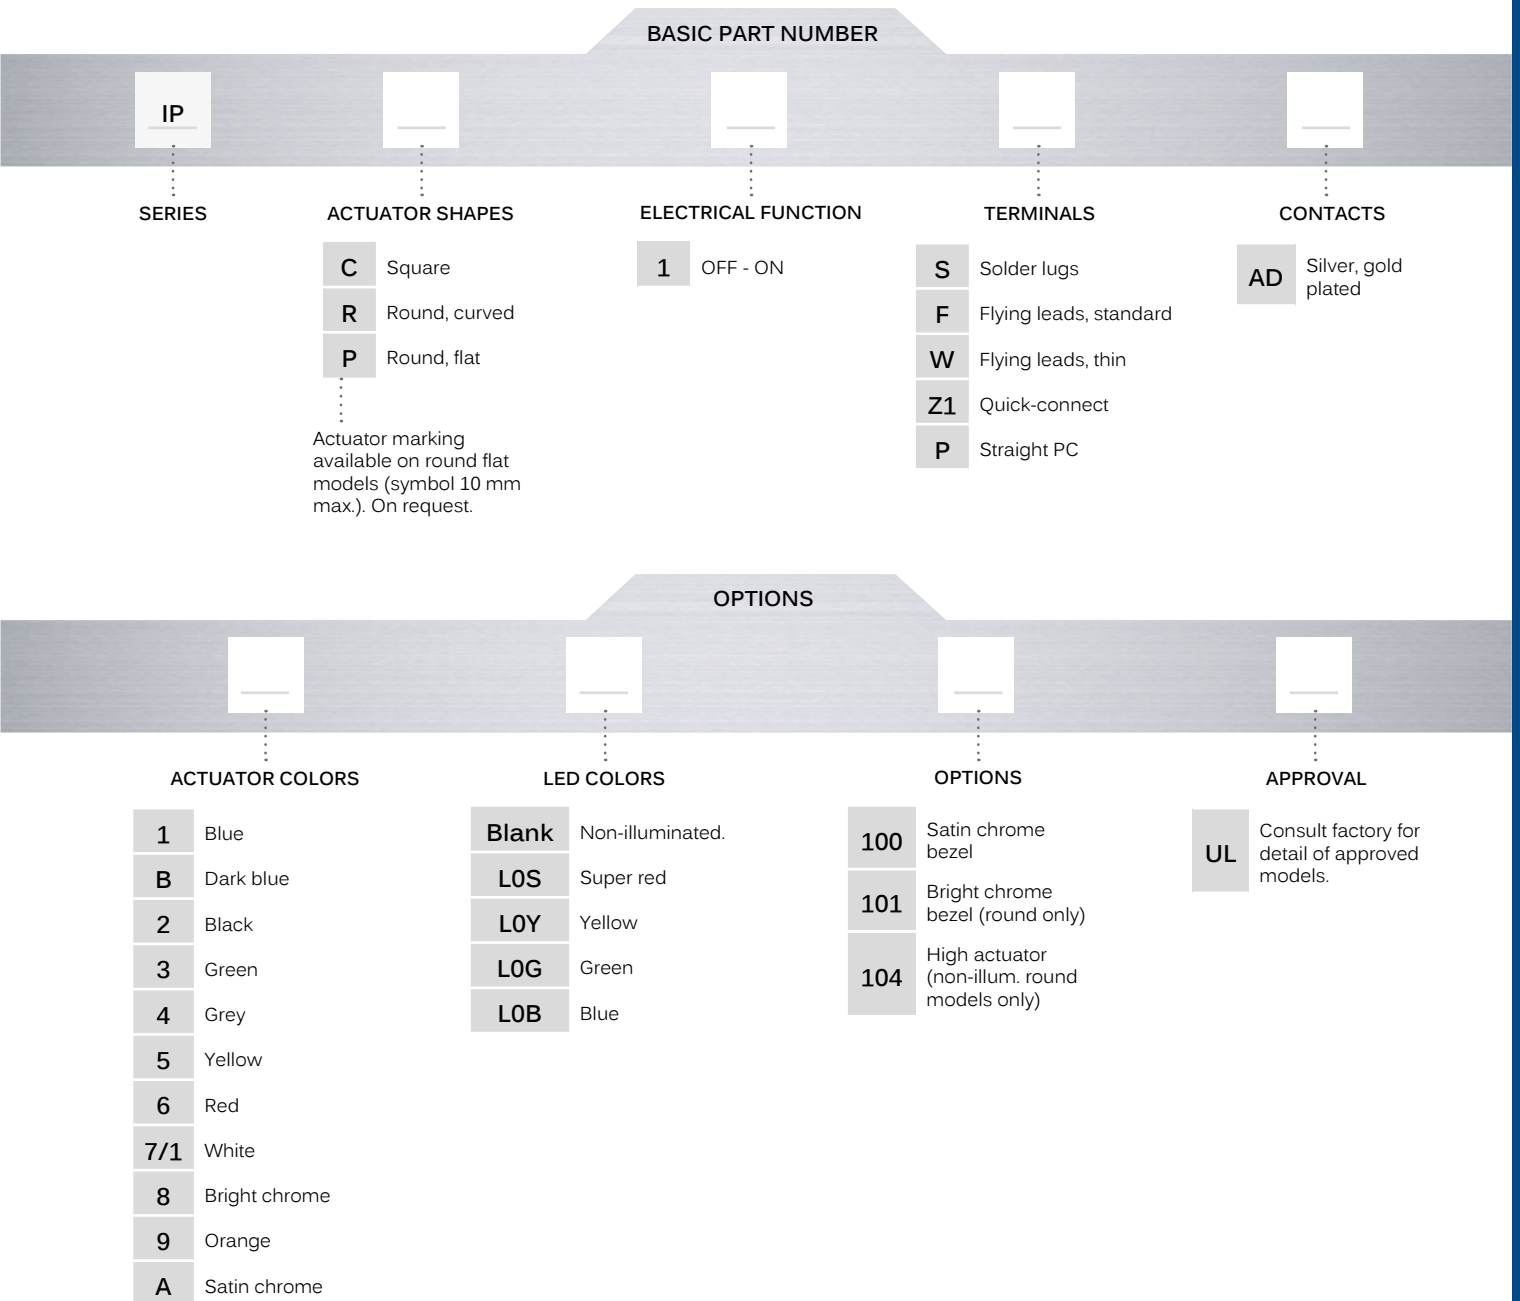 BASIC PART NUMBER
IP
SERIES
ACTUATOR SHAPES
C Square
R Round, curved
P Round, flat
Actuator marking
available on round flat
models (symbol 10 mm
max.). On request.
ELECTRICAL FUNCTION
1 OFF - ON
TERMINALS
S Solder lugs
F Flying leads, standard
W Flying leads, thin
Z1 Quick-connect
P Straight PC
CONTACTS
AD Silver, gold
plated
OPTIONS
ACTUATOR COLORS
1 Blue
B Dark blue
2 Black
3 Green
4 Grey
5 Yellow
6 Red
7/1 White
8 Bright chrome
9 Orange
A Satin chrome
LED COLORS
Blank Non-illuminated.
L0S Super red
L0Y Yellow
L0G Green
L0B Blue
OPTIONS
100 Satin chrome
bezel
101 Bright chrome
bezel (round only)
104 High actuator
(non-illum. round
models only)
APPROVAL
UL Consult factory for
detail of approved
models.